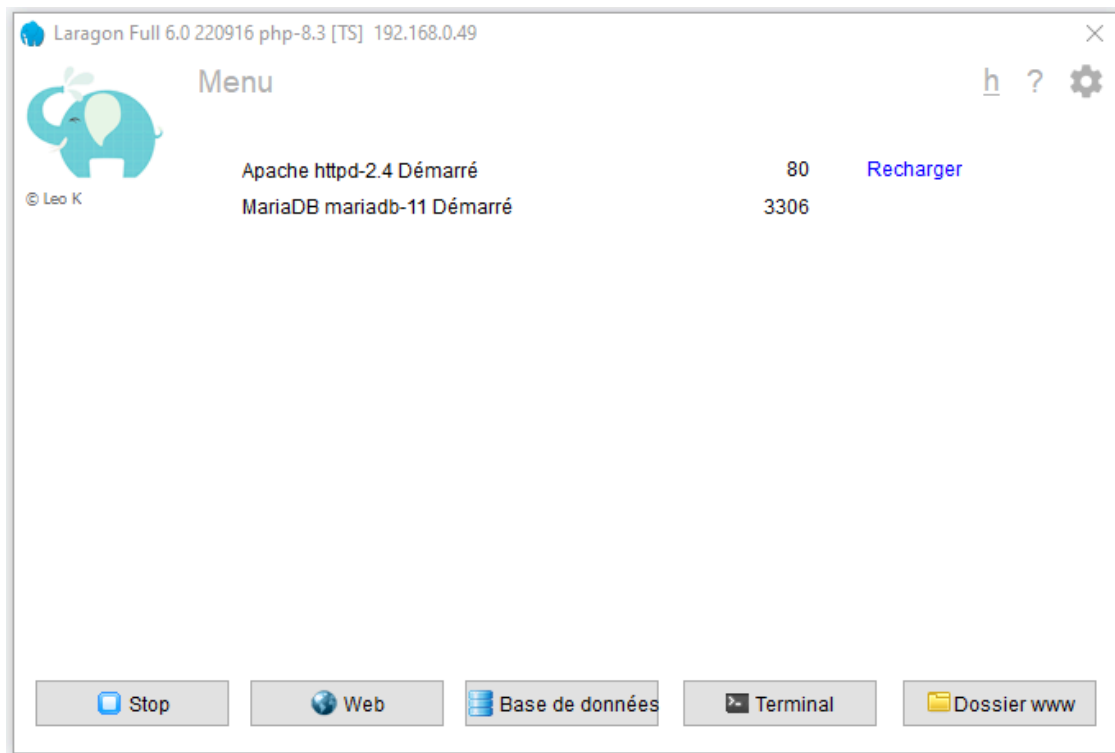 Laragon Full 6.0 220916 php-8.3 [TS] 192.168.0.49
Menu
h ?
© Leo K
Apache httpd-2.4 Démarré 80 Recharger
MariaDB mariadb-11 Démarré 3306
Stop Web Base de données Terminal Dossier www